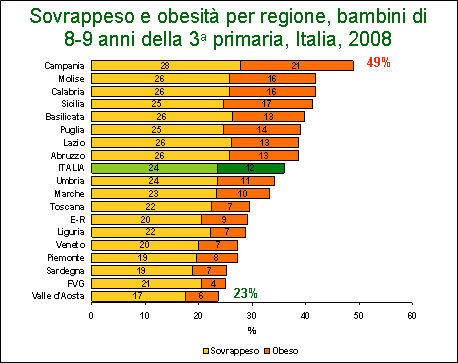 Sovrappeso e obesità per regione, bambini di
8-9 anni della 3ª primaria, Italia, 2008
Campania 28 21 49%
Molise 26 16
Calabria 26 16
Sicilia 25 17
Basilicata 26 13
Puglia 25 14
Lazio 26 13
Abruzzo 26 13
ITALIA 24 12
Umbria 24 11
Marche 23 10
Toscana 22 7
E-R 20 9
Liguria 22 7
Veneto 20 7
Piemonte 19 8
Sardegna 19 7
FVG 21 4
Valle d'Aosta 17 6 23%
0 10 20 30 40 50 60
%
Sovrappeso Obeso